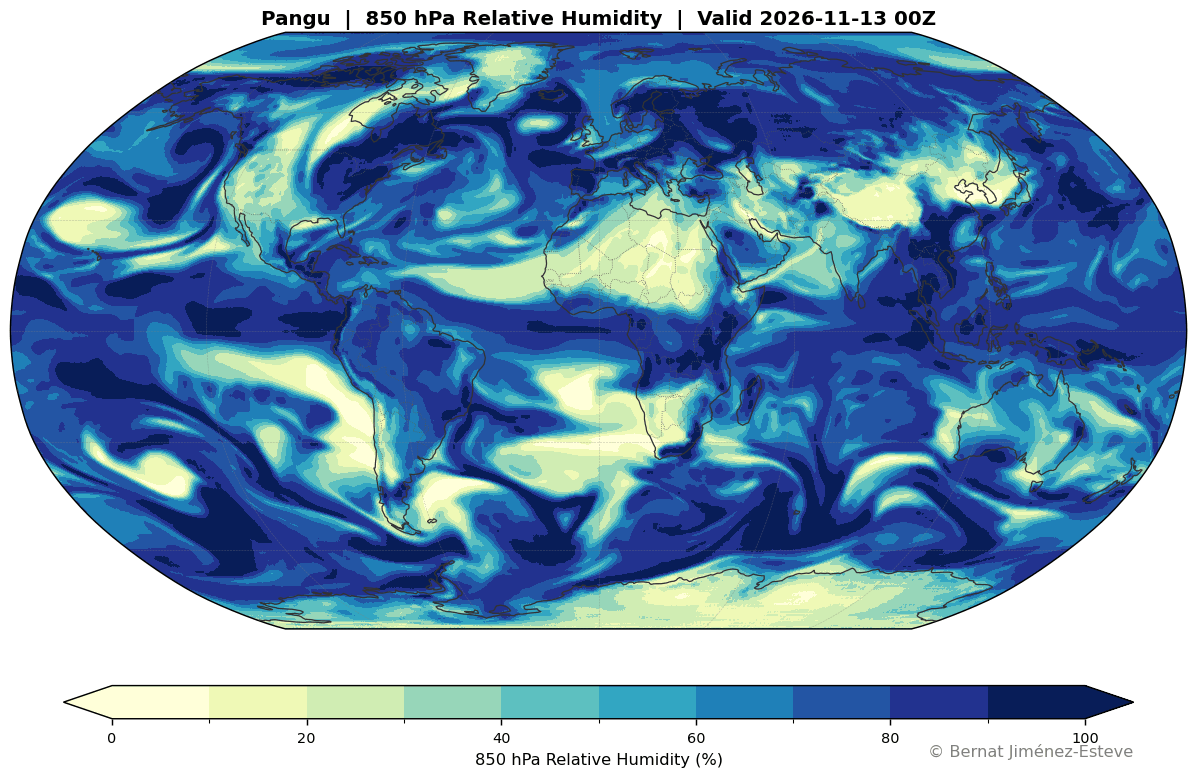 Pangu | 850 hPa Relative Humidity | Valid 2026-11-13 00Z
0 20 40 60 80 100
850 hPa Relative Humidity (%)
© Bernat Jiménez-Esteve